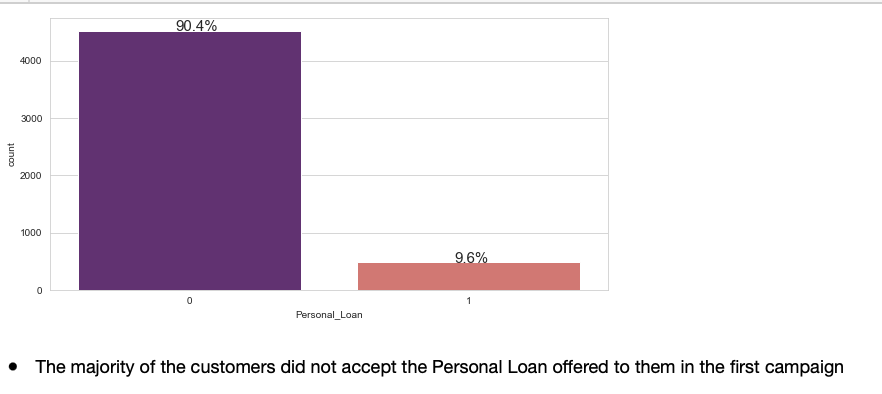 90.4%
4000
3000
count
2000
1000
9.6%
0
0 1
Personal_Loan
• The majority of the customers did not accept the Personal Loan offered to them in the first campaign